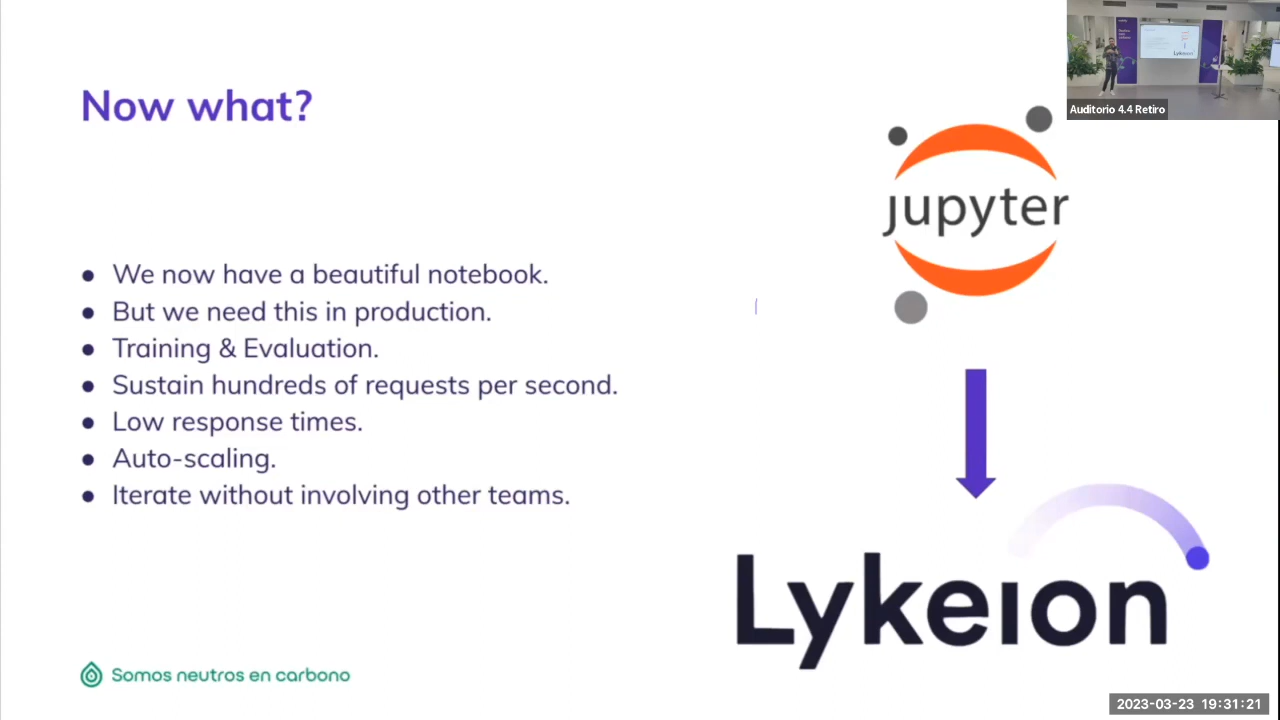 Now what?
We now have a beautiful notebook.
But we need this in production.
Training & Evaluation.
Sustain hundreds of requests per second.
Low response times.
Auto-scaling.
Iterate without involving other teams.
Somos neutros en carbono
jupyter
Lykeion
Auditorio 4.4 Retiro
2023-03-23 19:31:21